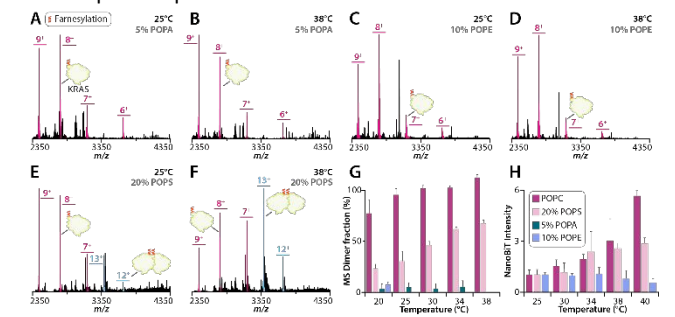 A
Farnesylation
25°C
5% POPA
9⁺
8⁺
KRAS
7⁺
6⁺
2350
3350
4350
m/z
B
38°C
5% POPA
9⁺
8⁺
7⁺
6⁺
2350
3350
4350
m/z
C
25°C
10% POPE
9⁺
8⁺
7⁺
6⁺
2350
3350
4350
m/z
D
38°C
10% POPE
9⁺
8⁺
7
6⁺
2350
3350
4350
m/z
E
25°C
20% POPS
9⁺
8⁺
7⁺
13⁺
12⁺
2350
3350
4350
m/z
F
38°C
20% POPS
9⁺
8⁺
7⁺
13⁺
12⁺
2350
3350
4350
m/z
G
MS Dimer fraction (%)
100
50
0
20
25
30
34
38
Temperature (°C)
H
NanoBiT Intensity
6
3
0
POPC
20% POPS
5% POPA
10% POPE
25
30
34
38
40
Temperature (°C)